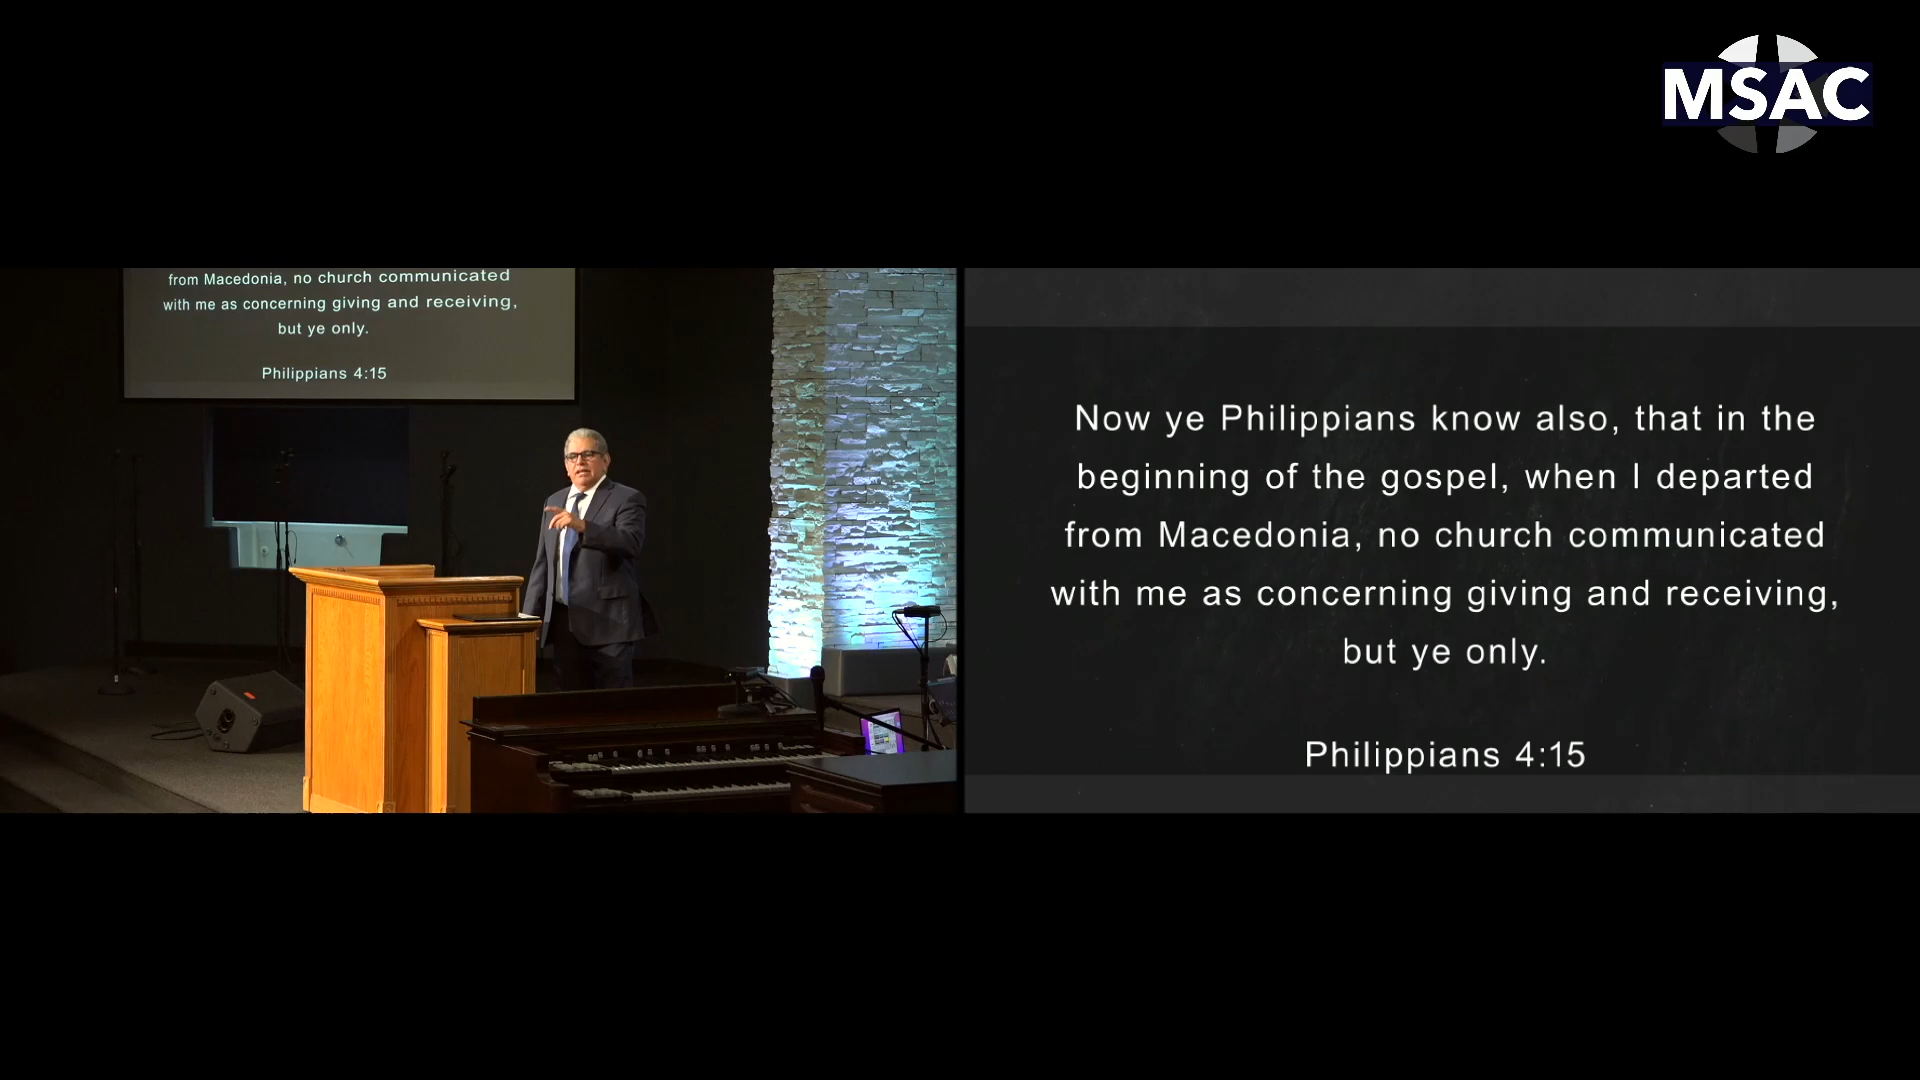 MSAC
from Macedonia, no church communicated
with me as concerning giving and receiving,
but ye only.
Philippians 4:15
Now ye Philippians know also, that in the
beginning of the gospel, when I departed
from Macedonia, no church communicated
with me as concerning giving and receiving,
but ye only.
Philippians 4:15